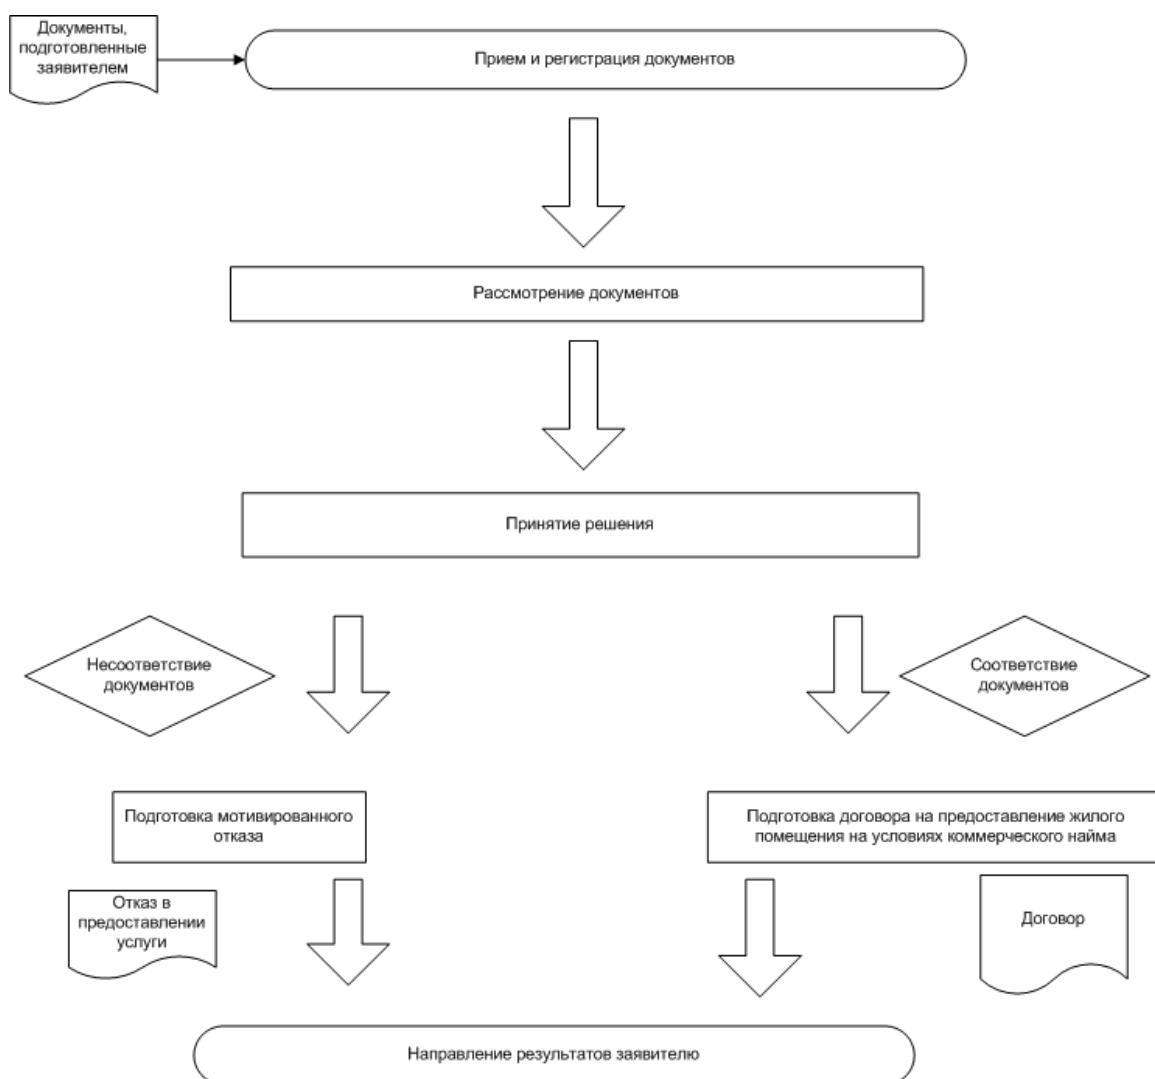 Документы,
подготовленные
заявителем
Прием и регистрация документов
Рассмотрение документов
Принятие решения
Несоответствие
документов
Соответствие
документов
Подготовка мотивированного
отказа
Подготовка договора на предоставление жилого
помещения на условиях коммерческого найма
Отказ в
предоставлении
услуги
Договор
Направление результатов заявителю